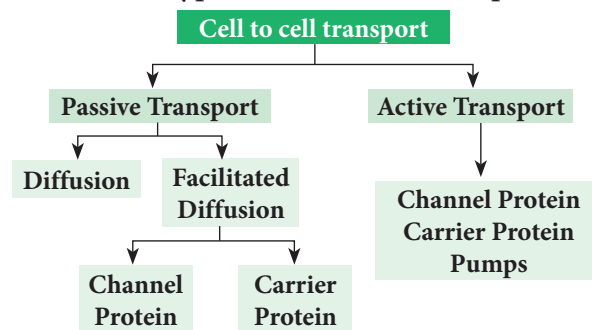 Cell to cell transport
Passive Transport
Active Transport
Diffusion
Facilitated
Diffusion
Channel Protein
Carrier Protein
Pumps
Channel
Protein
Carrier
Protein